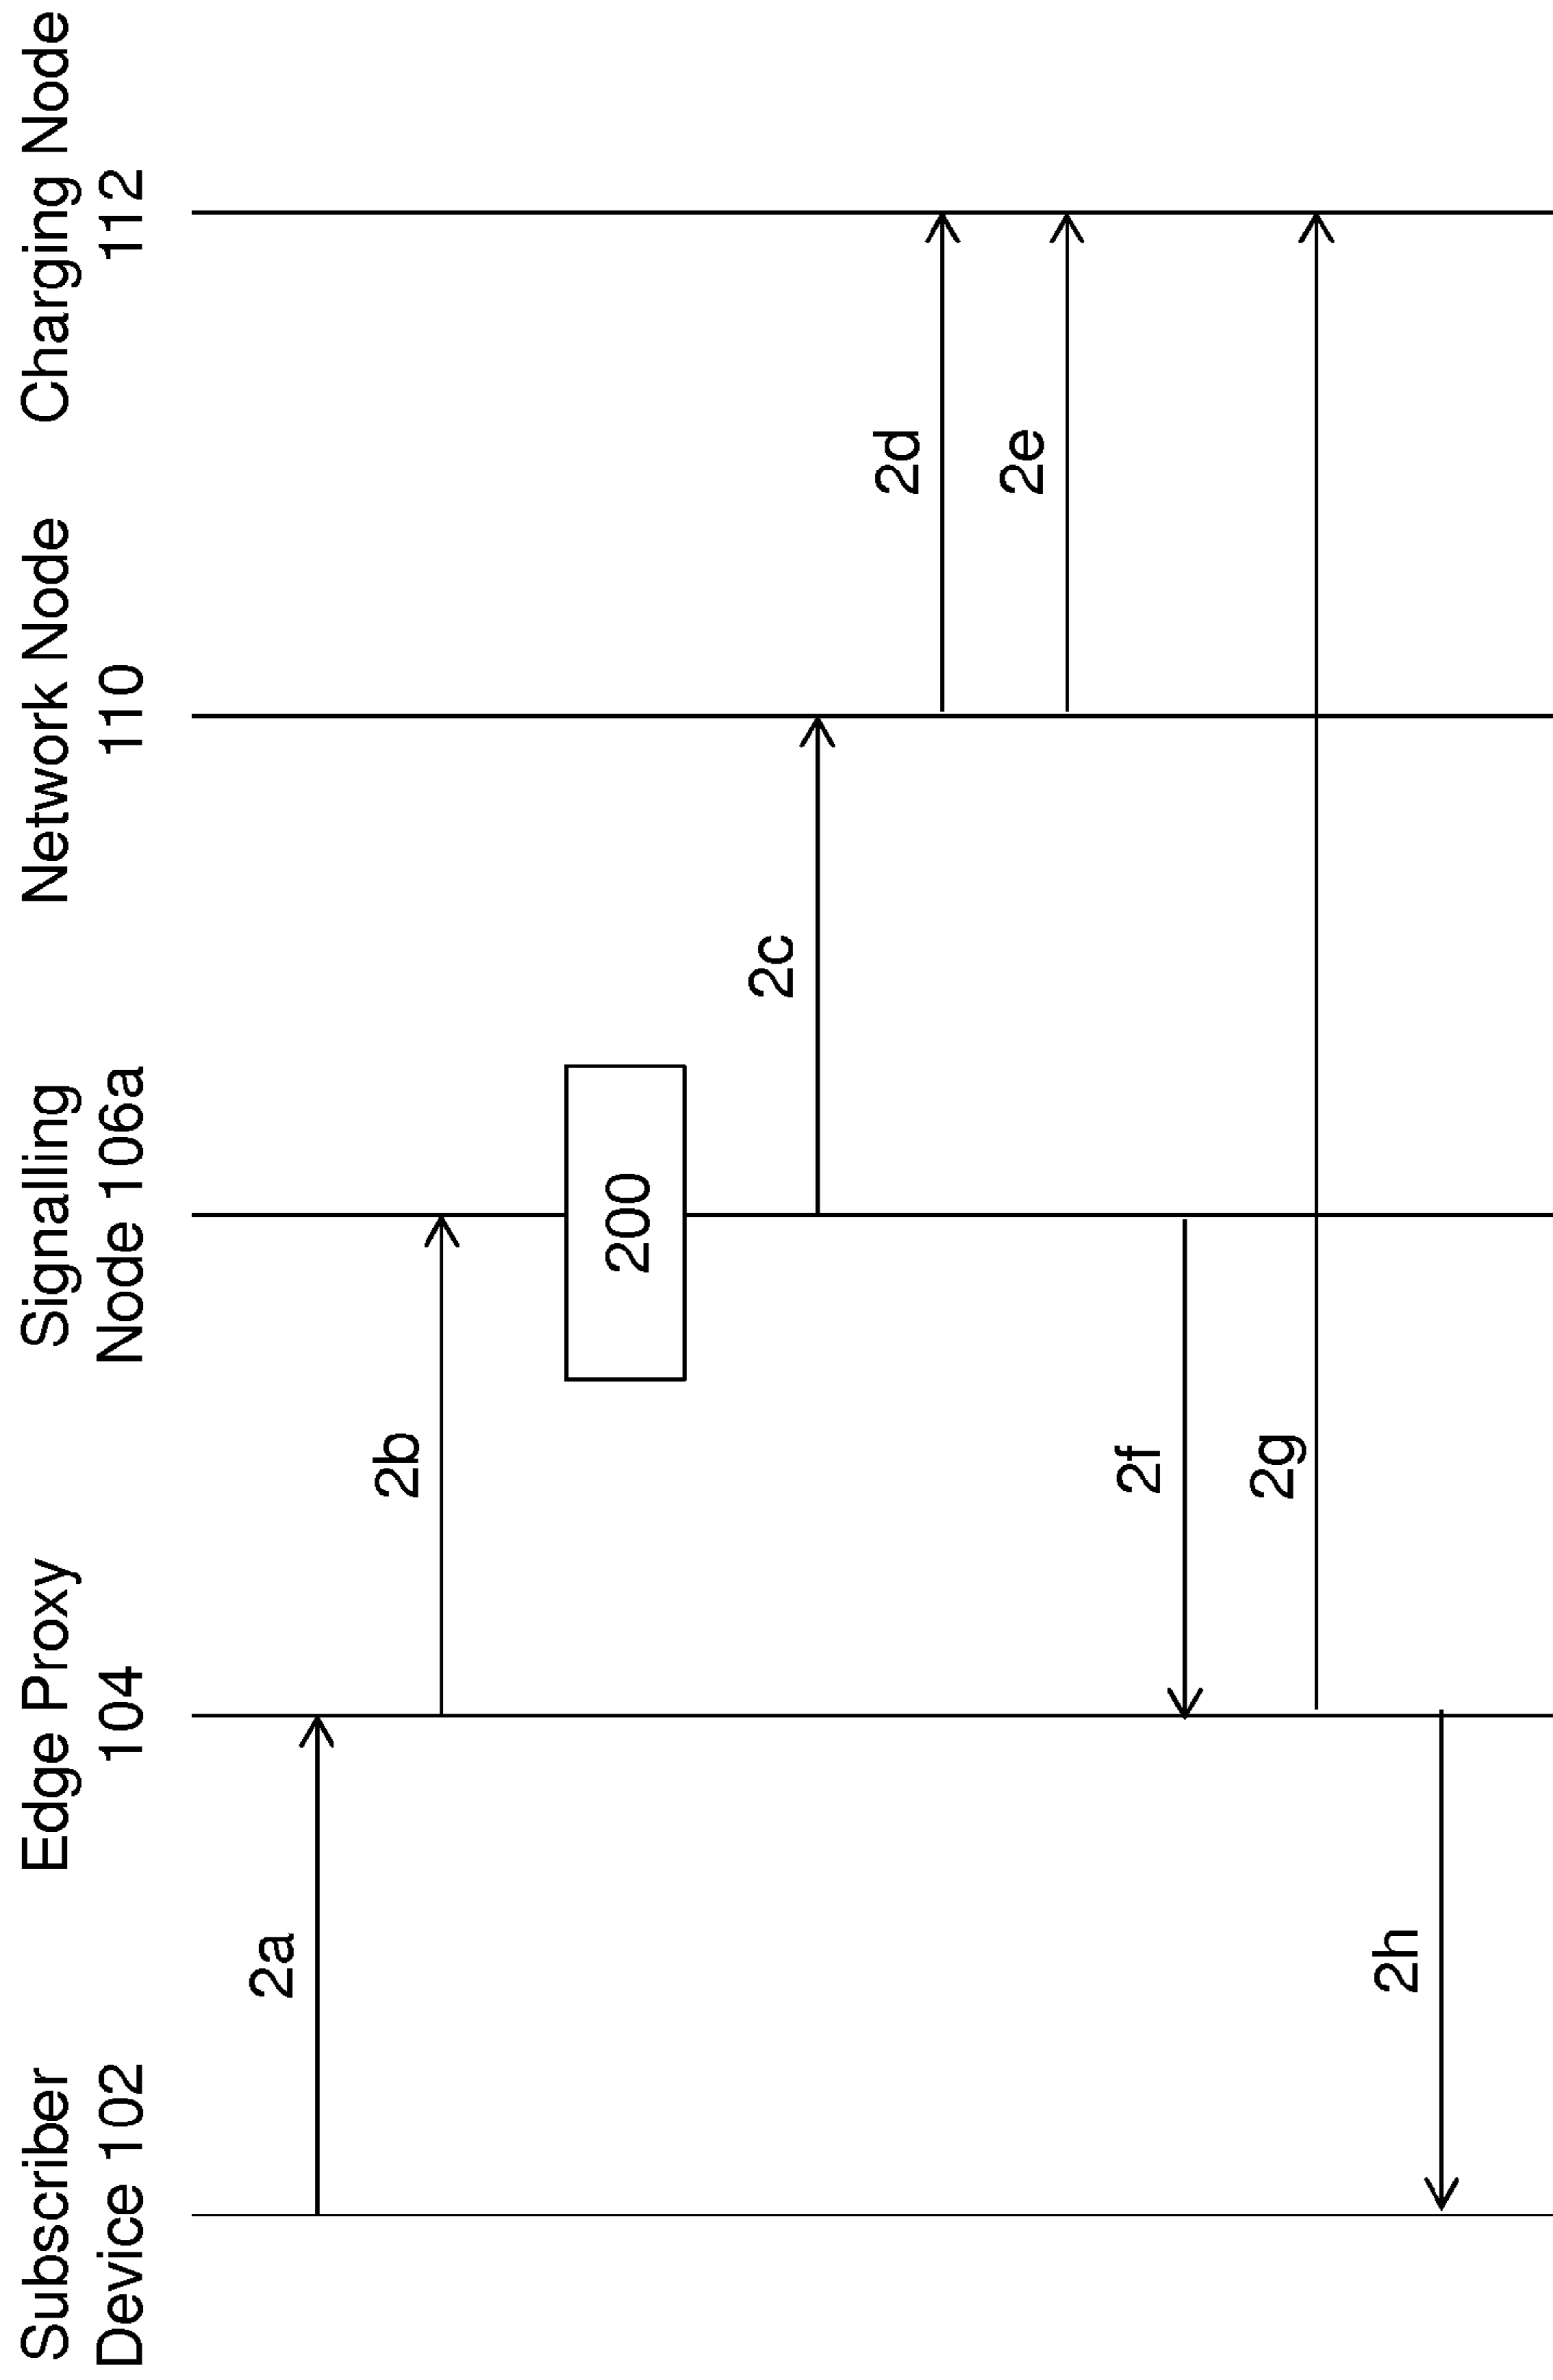 Subscriber
Device 102
Edge Proxy
104
Signalling
Node 106a
Network Node
110
Charging Node
112
2a
2b
200
2c
2d
2e
2f
2g
2h